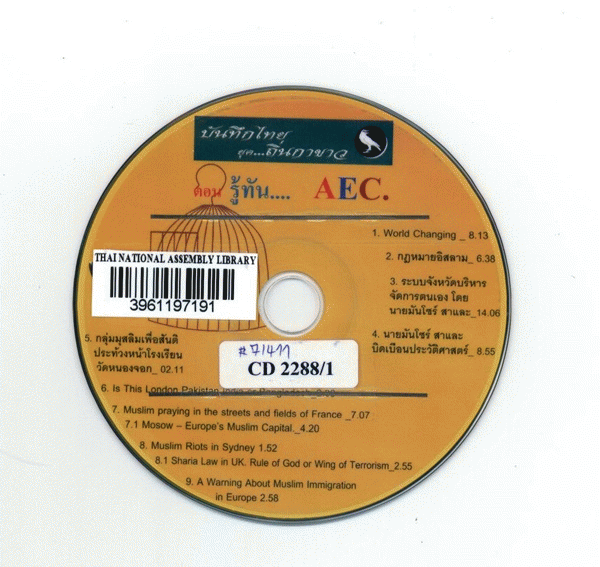 บันทึกไทย
ยุค...ถิ่นกาขาว
ตอน รู้ทัน.... AEC.
1. World Changing _ 8.13
2. กฎหมายอิสลาม_ 6.38
3. ระบบจังหวัดบริหาร
จัดการตนเอง โดย
นายมันโซร์ สาและ_14.06
4. นายมันโซร์ สาและ
บิดเบือนประวัติศาสตร์_ 8.55
THAI NATIONAL ASSEMBLY LIBRARY
3961197191
5. กลุ่มมุสลิมเพื่อสันติ
ประท้วงหน้าโรงเรียน
วัดหนองจอก_ 02.11
#71411
CD 2288/1
6. Is This London Pakistan
7. Muslim praying in the streets and fields of France _7.07
7.1 Mosow – Europe's Muslim Capital._4.20
8. Muslim Riots in Sydney 1.52
8.1 Sharia Law in UK. Rule of God or Wing of Terrorism_2.55
9. A Warning About Muslim Immigration
in Europe 2.58